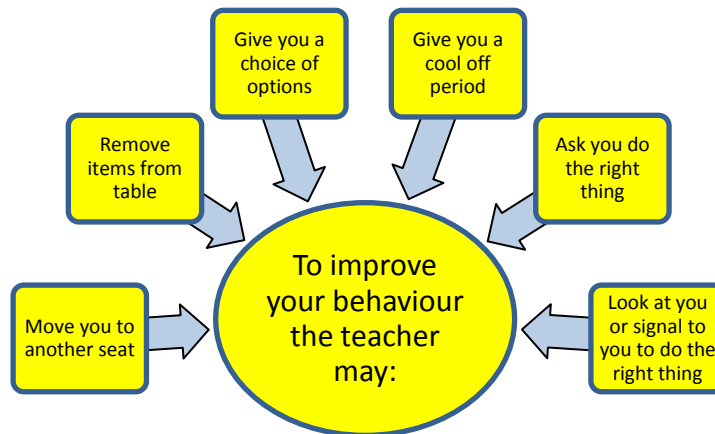 Give you a
choice of
options
Give you a
cool off
period
Remove
items from
table
Ask you do
the right
thing
Move you to
another seat
To improve
your behaviour
the teacher
may:
Look at you
or signal to
you to do the
right thing